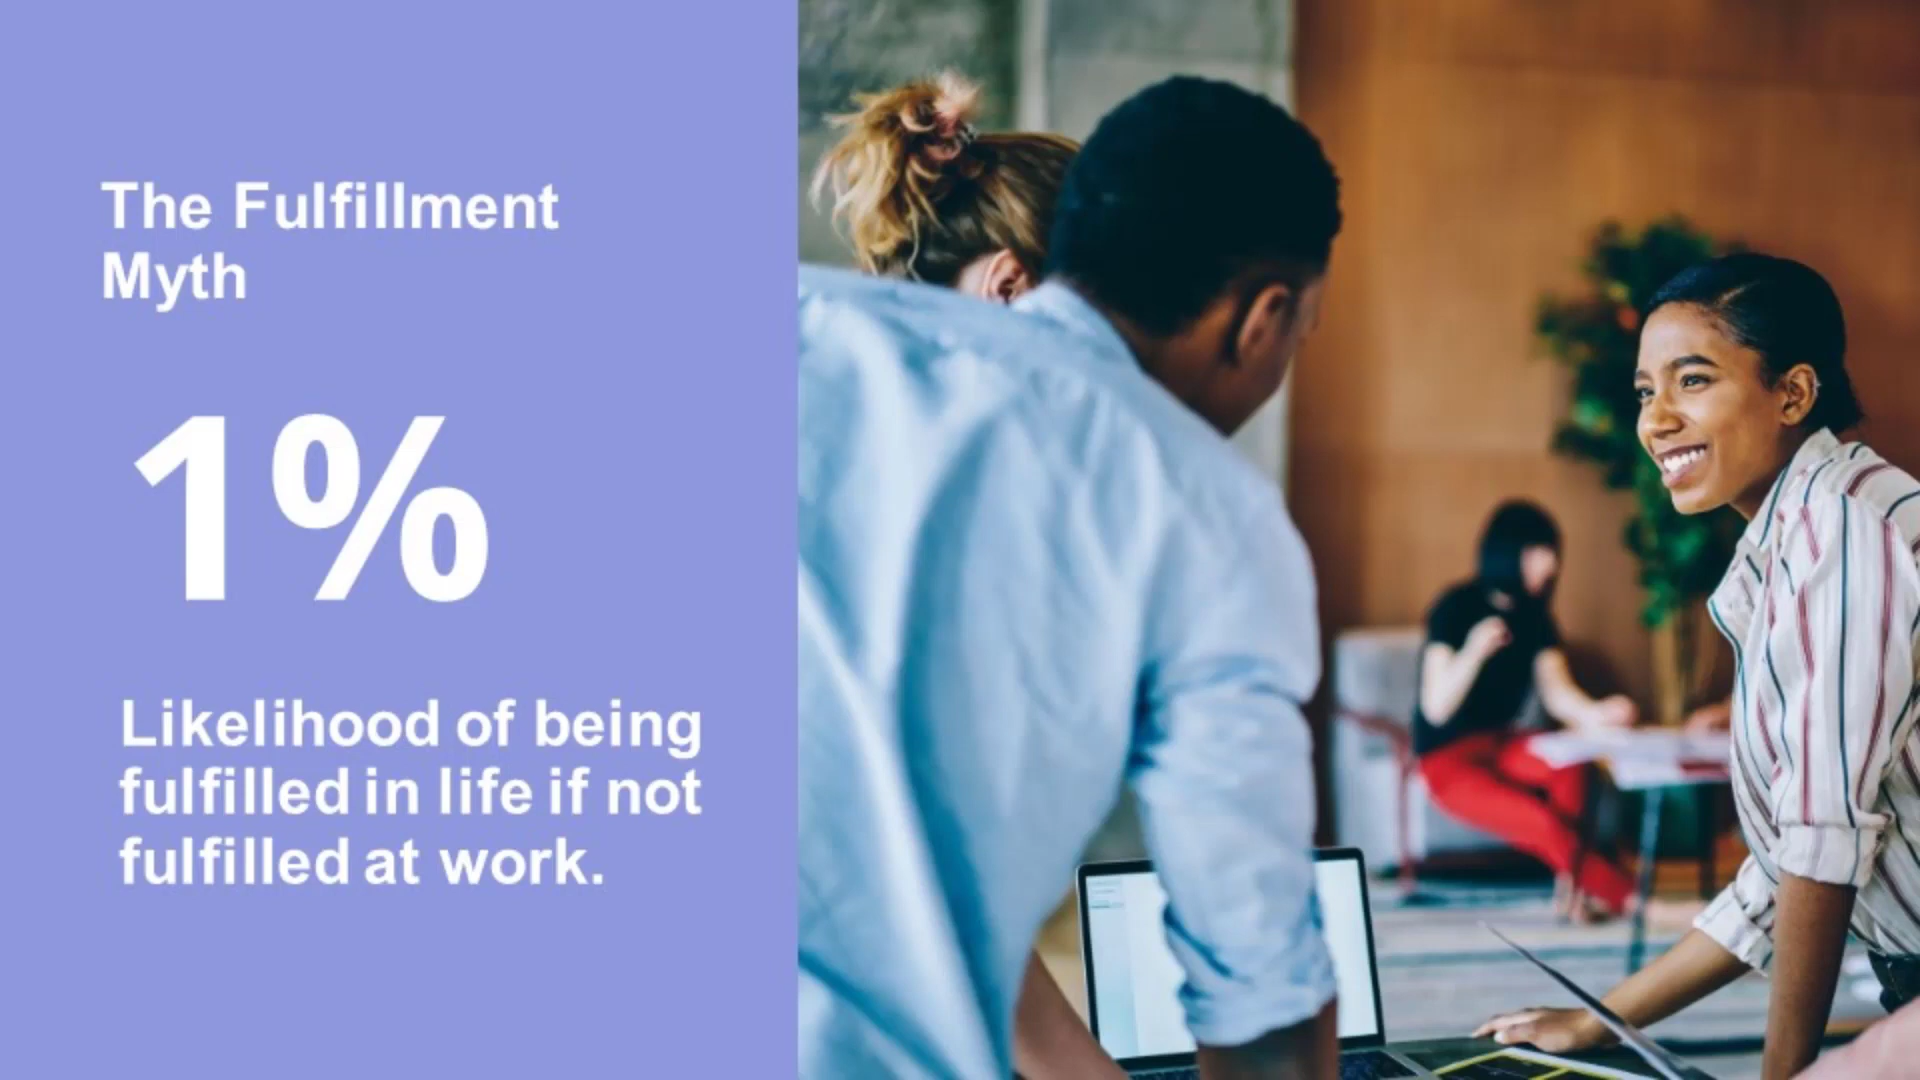 The Fulfillment
Myth
1%
Likelihood of being
fulfilled in life if not
fulfilled at work.